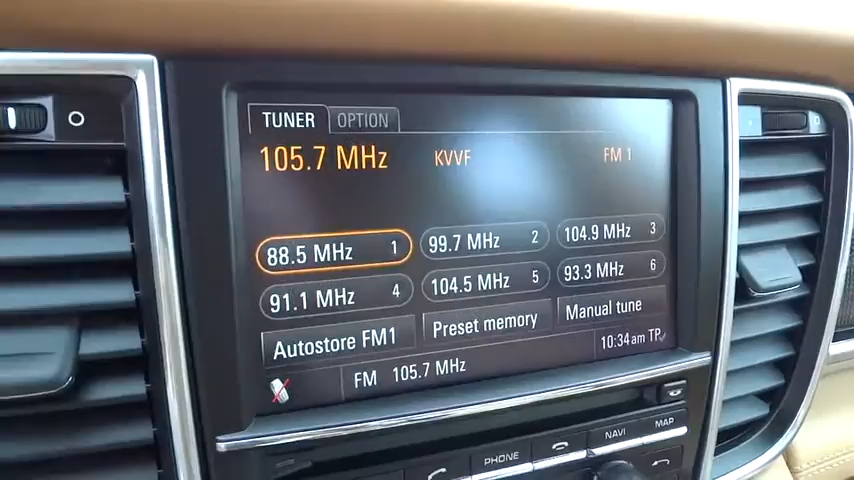 TUNER OPTION
105.7 MHz KVVF FM 1
88.5 MHz 1 99.7 MHz 2 104.9 MHz 3
91.1 MHz 4 104.5 MHz 5 93.3 MHz 6
Autostore FM1 Preset memory Manual tune
FM 105.7 MHz 10:34am TP
PHONE NAVI MAP